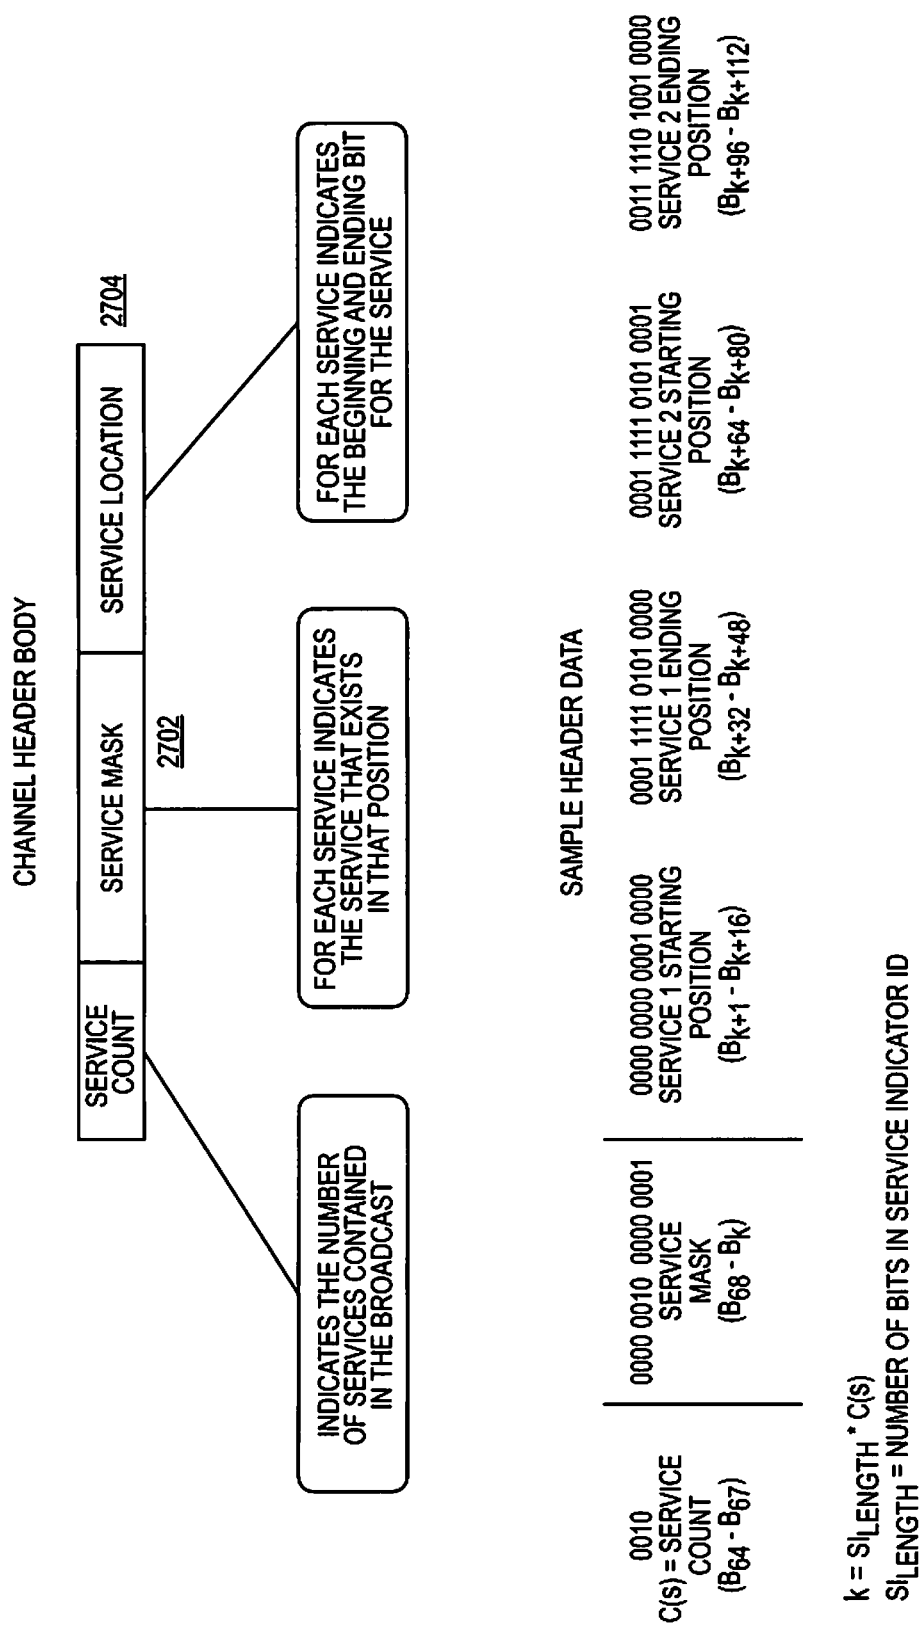 CHANNEL HEADER BODY
SERVICE
COUNT
SERVICE MASK
SERVICE LOCATION
2702
2704
INDICATES THE NUMBER
OF SERVICES CONTAINED
IN THE BROADCAST
FOR EACH SERVICE INDICATES
THE SERVICE THAT EXISTS
IN THAT POSITION
FOR EACH SERVICE INDICATES
THE BEGINNING AND ENDING BIT
FOR THE SERVICE
SAMPLE HEADER DATA
0010
C(s) = SERVICE
COUNT
(B64 - B67)
0000 0010 0000 0001
SERVICE
MASK
(B68 - Bk)
0000 0000 0001 0000
SERVICE 1 STARTING
POSITION
(Bk+1 - Bk+16)
0001 1111 0101 0000
SERVICE 1 ENDING
POSITION
(Bk+32 - Bk+48)
0001 1111 0101 0001
SERVICE 2 STARTING
POSITION
(Bk+64 - Bk+80)
0011 1110 1001 0000
SERVICE 2 ENDING
POSITION
(Bk+96 - Bk+112)
k = SILENGTH * C(s)
SILENGTH = NUMBER OF BITS IN SERVICE INDICATOR ID